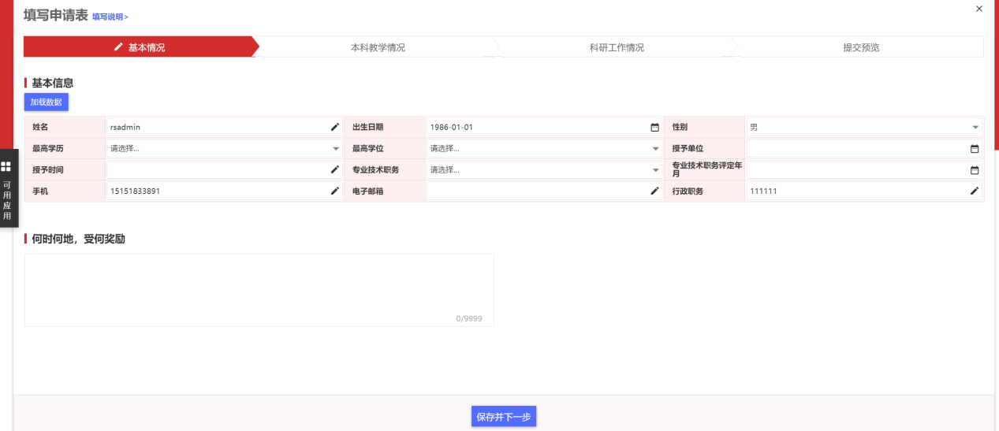 填写申请表 填写说明>
基本情况 本科教学情况 科研工作情况 提交预览
基本信息
加载数据
姓名 rsadmin 出生日期 1986-01-01 性别 男
最高学历 请选择... 最高学位 请选择... 授予单位
授予时间 专业技术职务 请选择... 专业技术职务评定年
月
手机 15151833891 电子邮箱 行政职务 111111
可用应用
何时何地，受何奖励
0/9999
保存并下一步